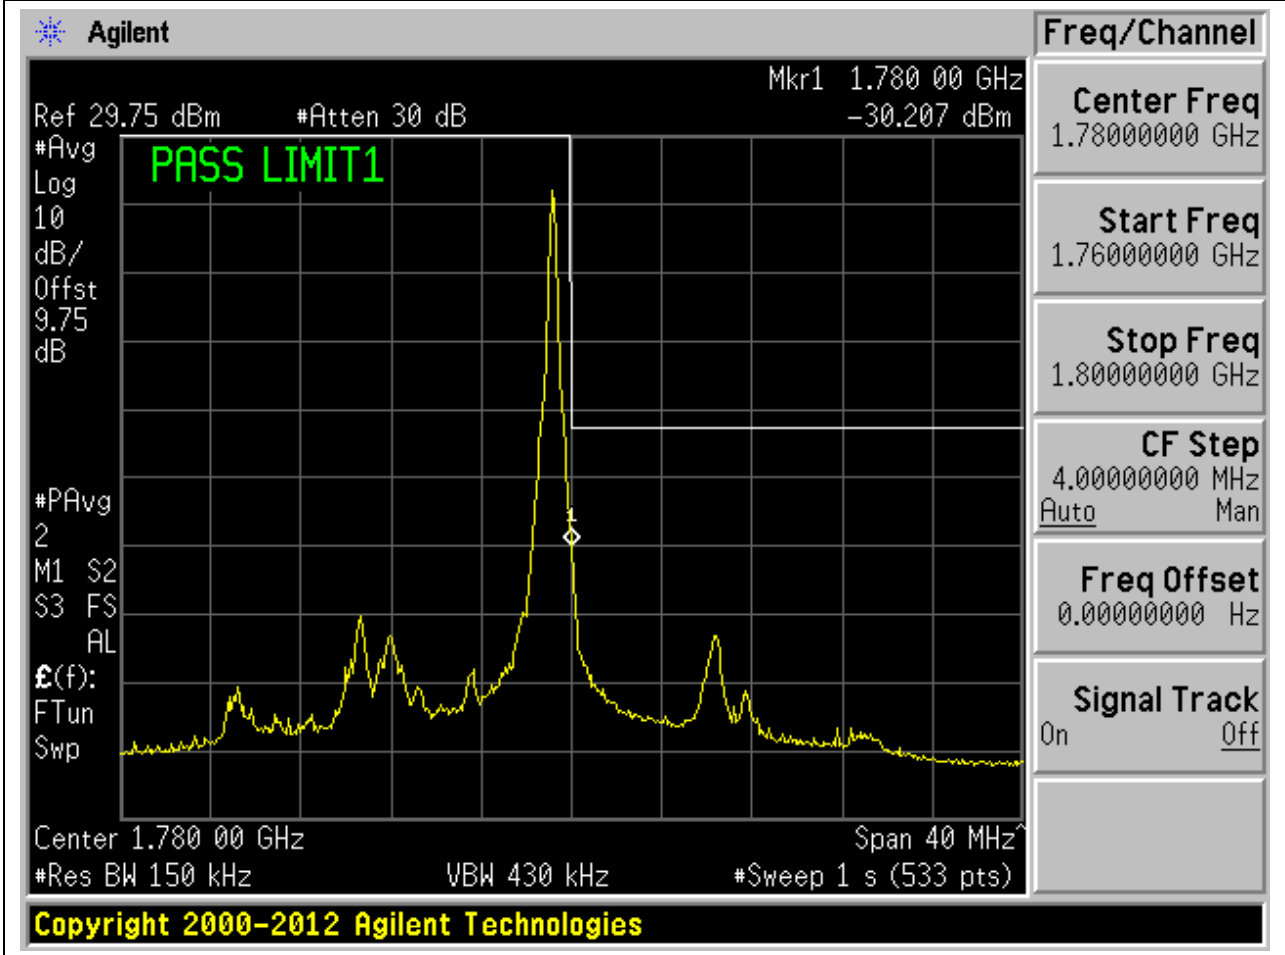 Agilent
Freq/Channel
Mkr1 1.780 00 GHz
Ref 29.75 dBm #Atten 30 dB -30.207 dBm
#Avg
Log
10
dB/
Offst
9.75
dB
PASS LIMIT1
1
#PAvg
2
M1 S2
S3 FS
AL
£(f):
FTun
Swp
Center 1.780 00 GHz Span 40 MHz^
#Res BW 150 kHz VBW 430 kHz #Sweep 1 s (533 pts)
Center Freq
1.78000000 GHz
Start Freq
1.76000000 GHz
Stop Freq
1.80000000 GHz
CF Step
4.00000000 MHz
Auto Man
Freq Offset
0.00000000 Hz
Signal Track
On Off
Copyright 2000-2012 Agilent Technologies